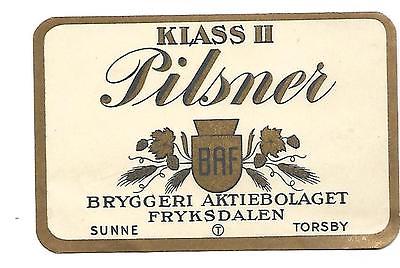 KLASS II
Pilsner
BAF
BRYGGERI AKTIEBOLAGET
FRYKSDALEN
SUNNE T TORSBY